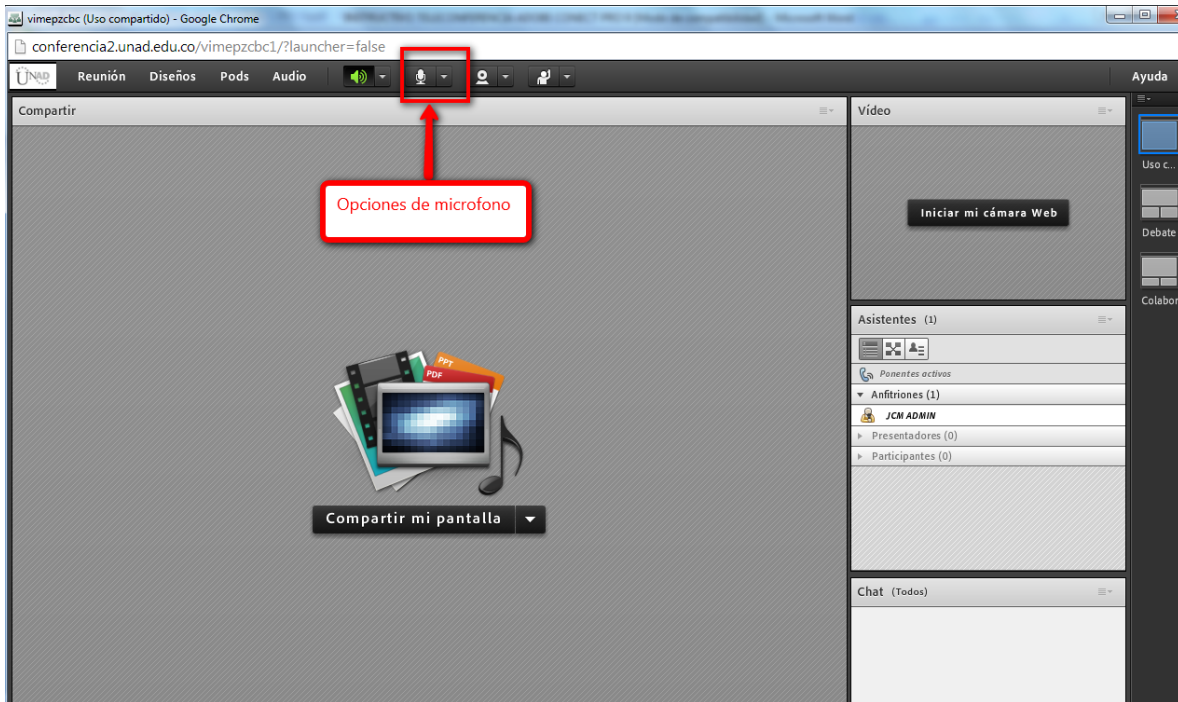 vimepzcbc (Uso compartido) - Google Chrome
conferencia2.unad.edu.co/vimepzcbc1/?launcher=false
UNAD Reunión Diseños Pods Audio Ayuda
Compartir
Opciones de microfono
PPT
PDF
Compartir mi pantalla
Vídeo
Iniciar mi cámara Web
Asistentes (1)
Ponentes activos
Anfitriones (1)
JCM ADMIN
Presentadores (0)
Participantes (0)
Chat (Todos)
Uso c...
Debate
Colabor